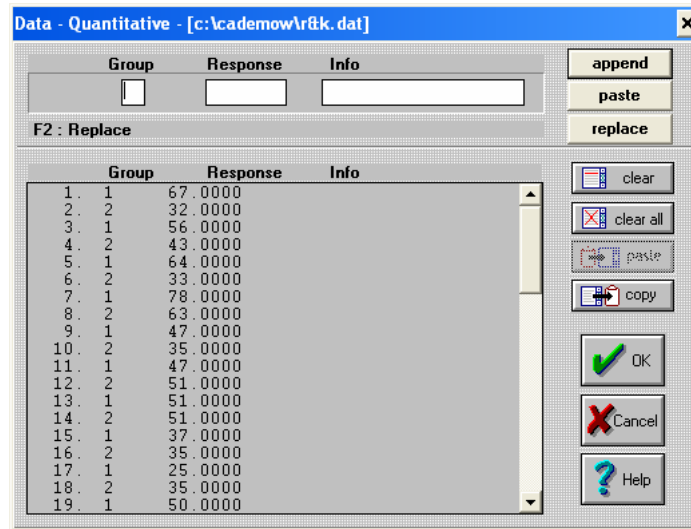 Data - Quantitative - [c:\cademow\r&k.dat]
Group Response Info
append
paste
F2 : Replace
replace
Group Response Info
1. 1 67.0000
2. 2 32.0000
3. 1 56.0000
4. 2 43.0000
5. 1 64.0000
6. 2 33.0000
7. 1 78.0000
8. 2 63.0000
9. 1 47.0000
10. 2 35.0000
11. 1 47.0000
12. 2 51.0000
13. 1 51.0000
14. 2 51.0000
15. 1 37.0000
16. 2 35.0000
17. 1 25.0000
18. 2 35.0000
19. 1 50.0000
clear
clear all
paste
copy
OK
Cancel
Help